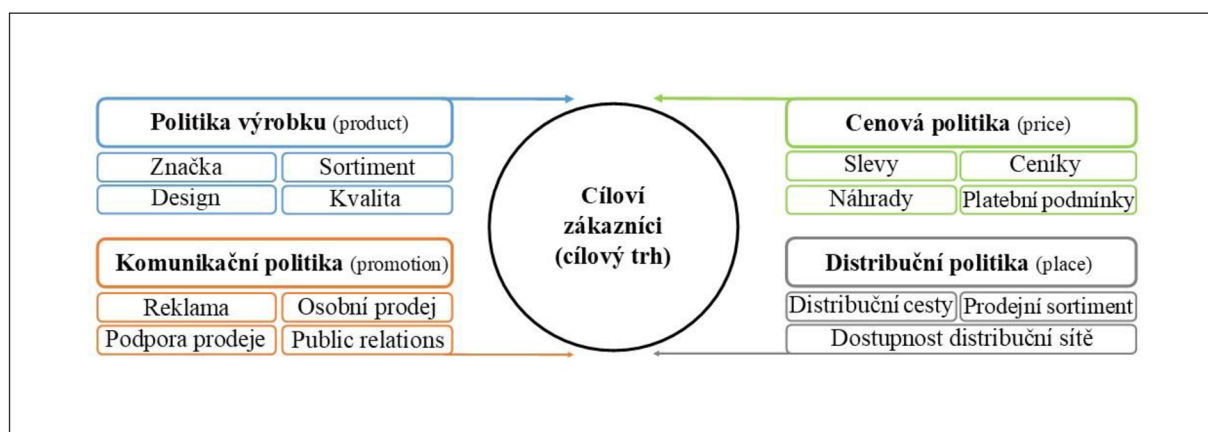 Politika výrobku (product)
Značka
Sortiment
Design
Kvalita
Komunikační politika (promotion)
Reklama
Osobní prodej
Podpora prodeje
Public relations
Cíloví
zákazníci
(cílový trh)
Cenová politika (price)
Slevy
Ceníky
Náhrady
Platební podmínky
Distribuční politika (place)
Distribuční cesty
Prodejní sortiment
Dostupnost distribuční sítě